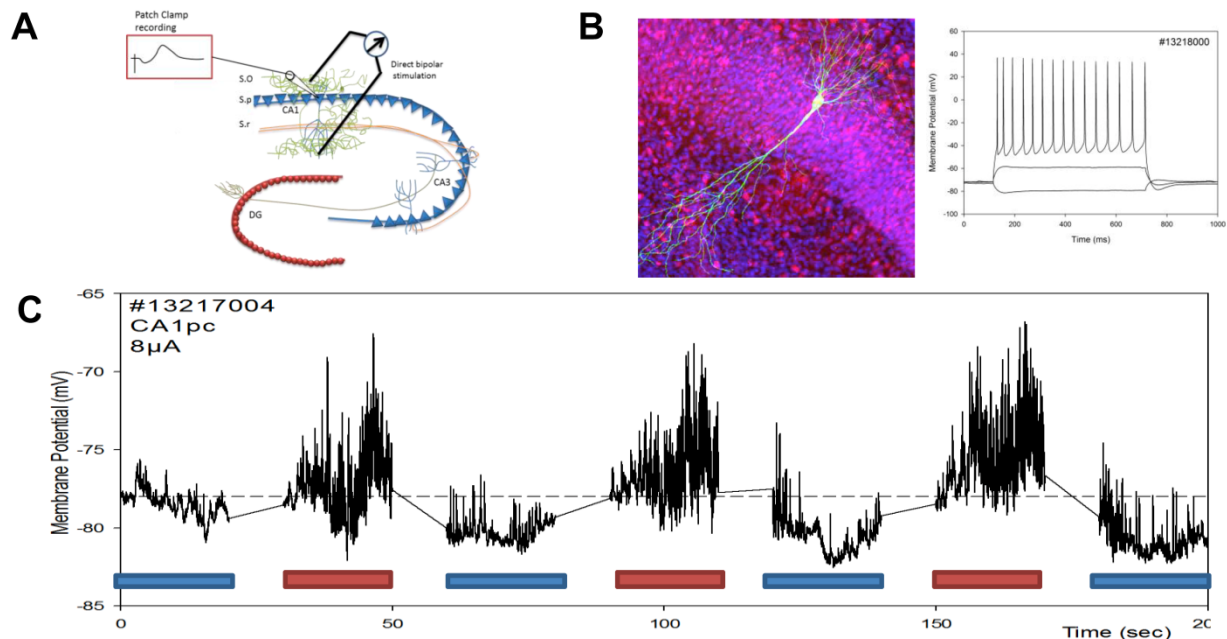 A
Patch Clamp
recording
Direct bipolar
stimulation
S.O
S.p
CA1
S.r
CA3
DG
B
#13218000
Membrane Potential (mV)
60
40
20
0
-20
-40
-60
-80
-100
0 200 400 600 800 1000
Time (ms)
C
#13217004
CA1pc
8µA
Membrane Potential (mV)
-65
-70
-75
-80
-85
0 50 100 150 20
Time (sec)